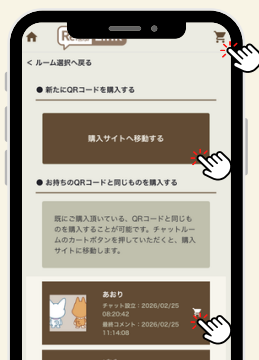 < ルーム選択へ戻る
● 新たにQRコードを購入する
購入サイトへ移動する
● お持ちのQRコードと同じものを購入する
既にご購入頂いている、QRコードと同じも
のを購入することが可能です。チャットルー
ムのカートボタンを押していただくと、購入
サイトに移動します。
あおり
チャット設立：2026/02/25
08:20:42
最終コメント：2026/02/25
11:14:08